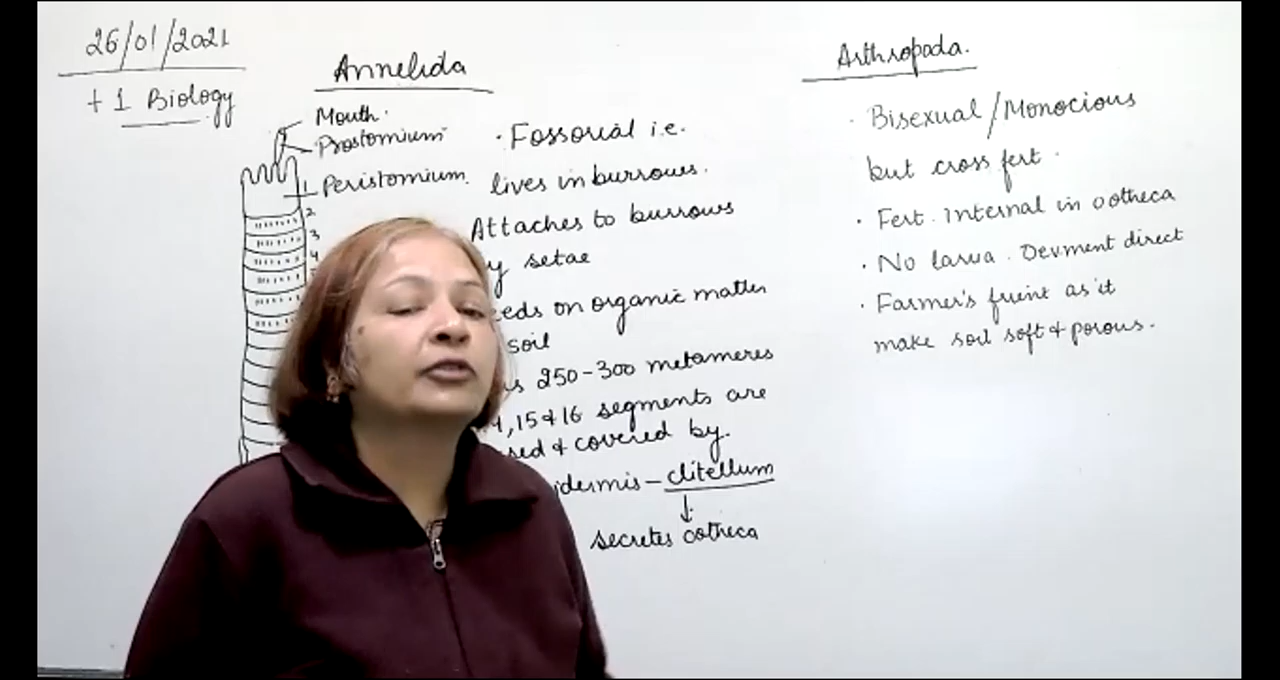 26/01/2021
+1 Biology
Annelida
Mouth.
Prostomium
Peristomium.
1
2
3
4
• Fossorial i.e.
lives in burrows.
Attaches to burrows
setae
on organic matter
soil
250-300 metameres
15 & 16 segments are
& covered by.
clitellum
↓
secretes ootheca
Arthropoda.
• Bisexual/Monocious
but cross fert.
• Fert. Internal in ootheca
• No larva. Devment direct
• Farmer's frient as it
make soil soft & porous.